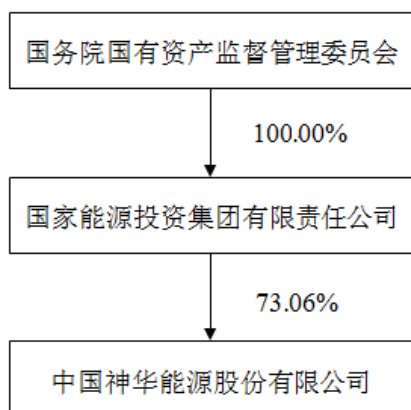 国务院国有资产监督管理委员会
100.00%
国家能源投资集团有限责任公司
73.06%
中国神华能源股份有限公司